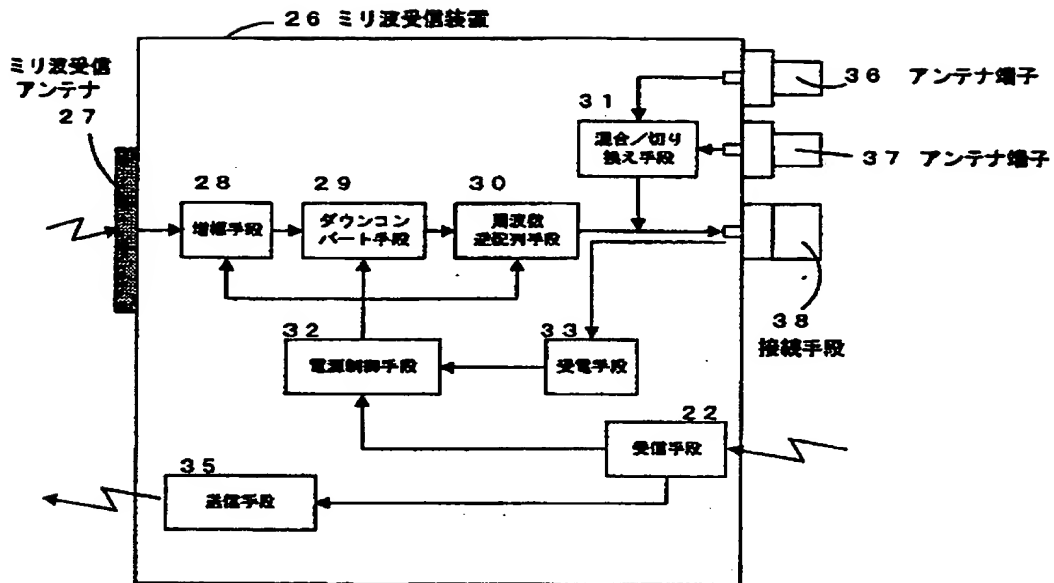 26 ミリ波受信装置
ミリ波受信
アンテナ
27
36 アンテナ端子
31
混合/切り
換え手段
37 アンテナ端子
28
29
30
増幅手段
ダウンコン
バート手段
周波数
逆配列手段
38
接続手段
32
33
電源制御手段
受電手段
22
受信手段
35
送信手段